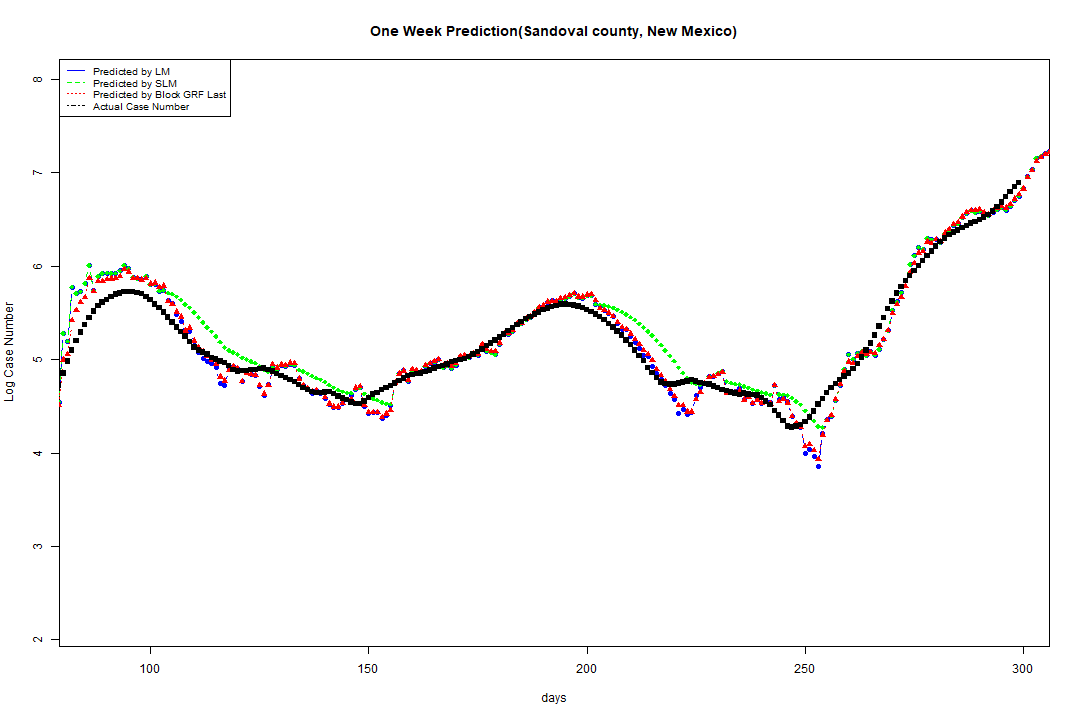 One Week Prediction(Sandoval county, New Mexico)
Predicted by LM
Predicted by SLM
Predicted by Block GRF Last
Actual Case Number
8
7
6
5
4
3
2
Log Case Number
100 150 200 250 300
days